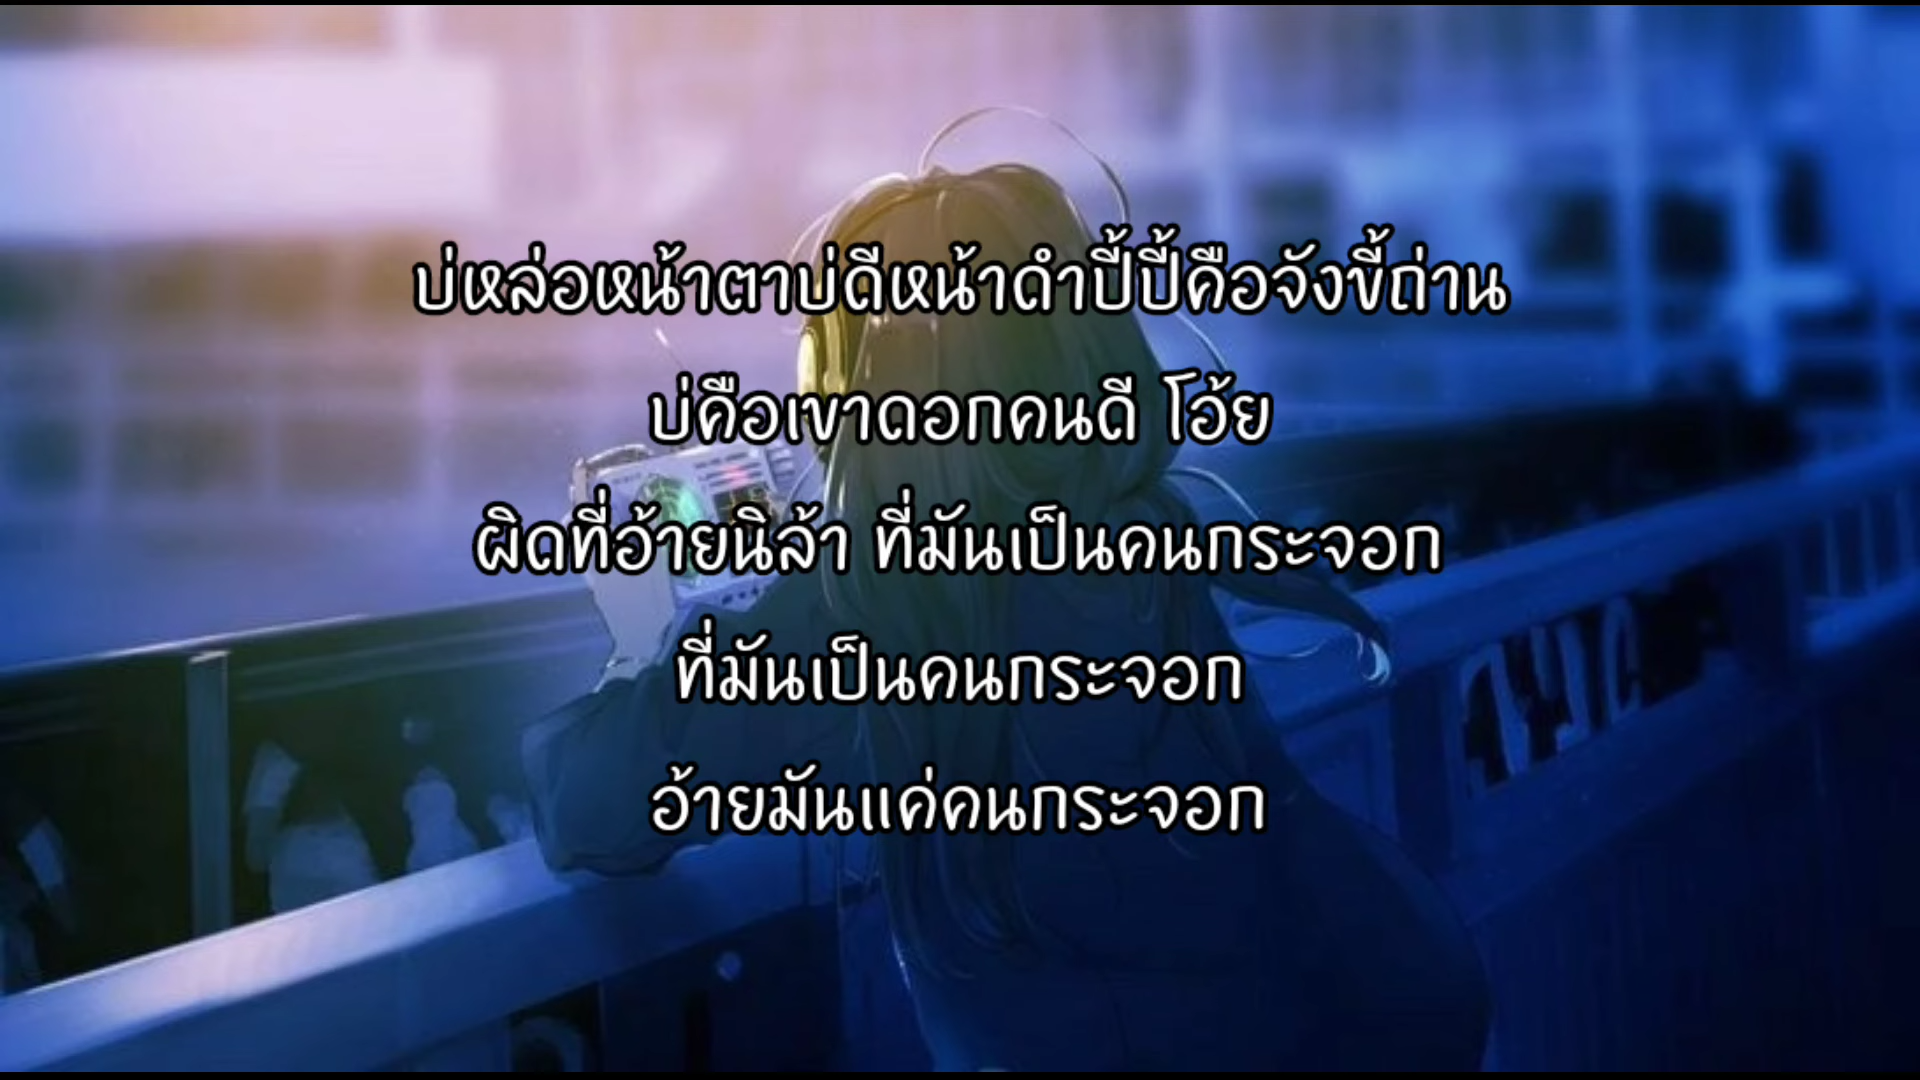 บ่หล่อหน้าตาบ่ดีหน้าดำปี้ปี้คือจังขี้ถ่าน
บ่คือเขาดอกคนดี โอ้ย
ผิดที่อ้ายนิล้า ที่มันเป็นคนกระจอก
ที่มันเป็นคนกระจอก
อ้ายมันแค่คนกระจอก